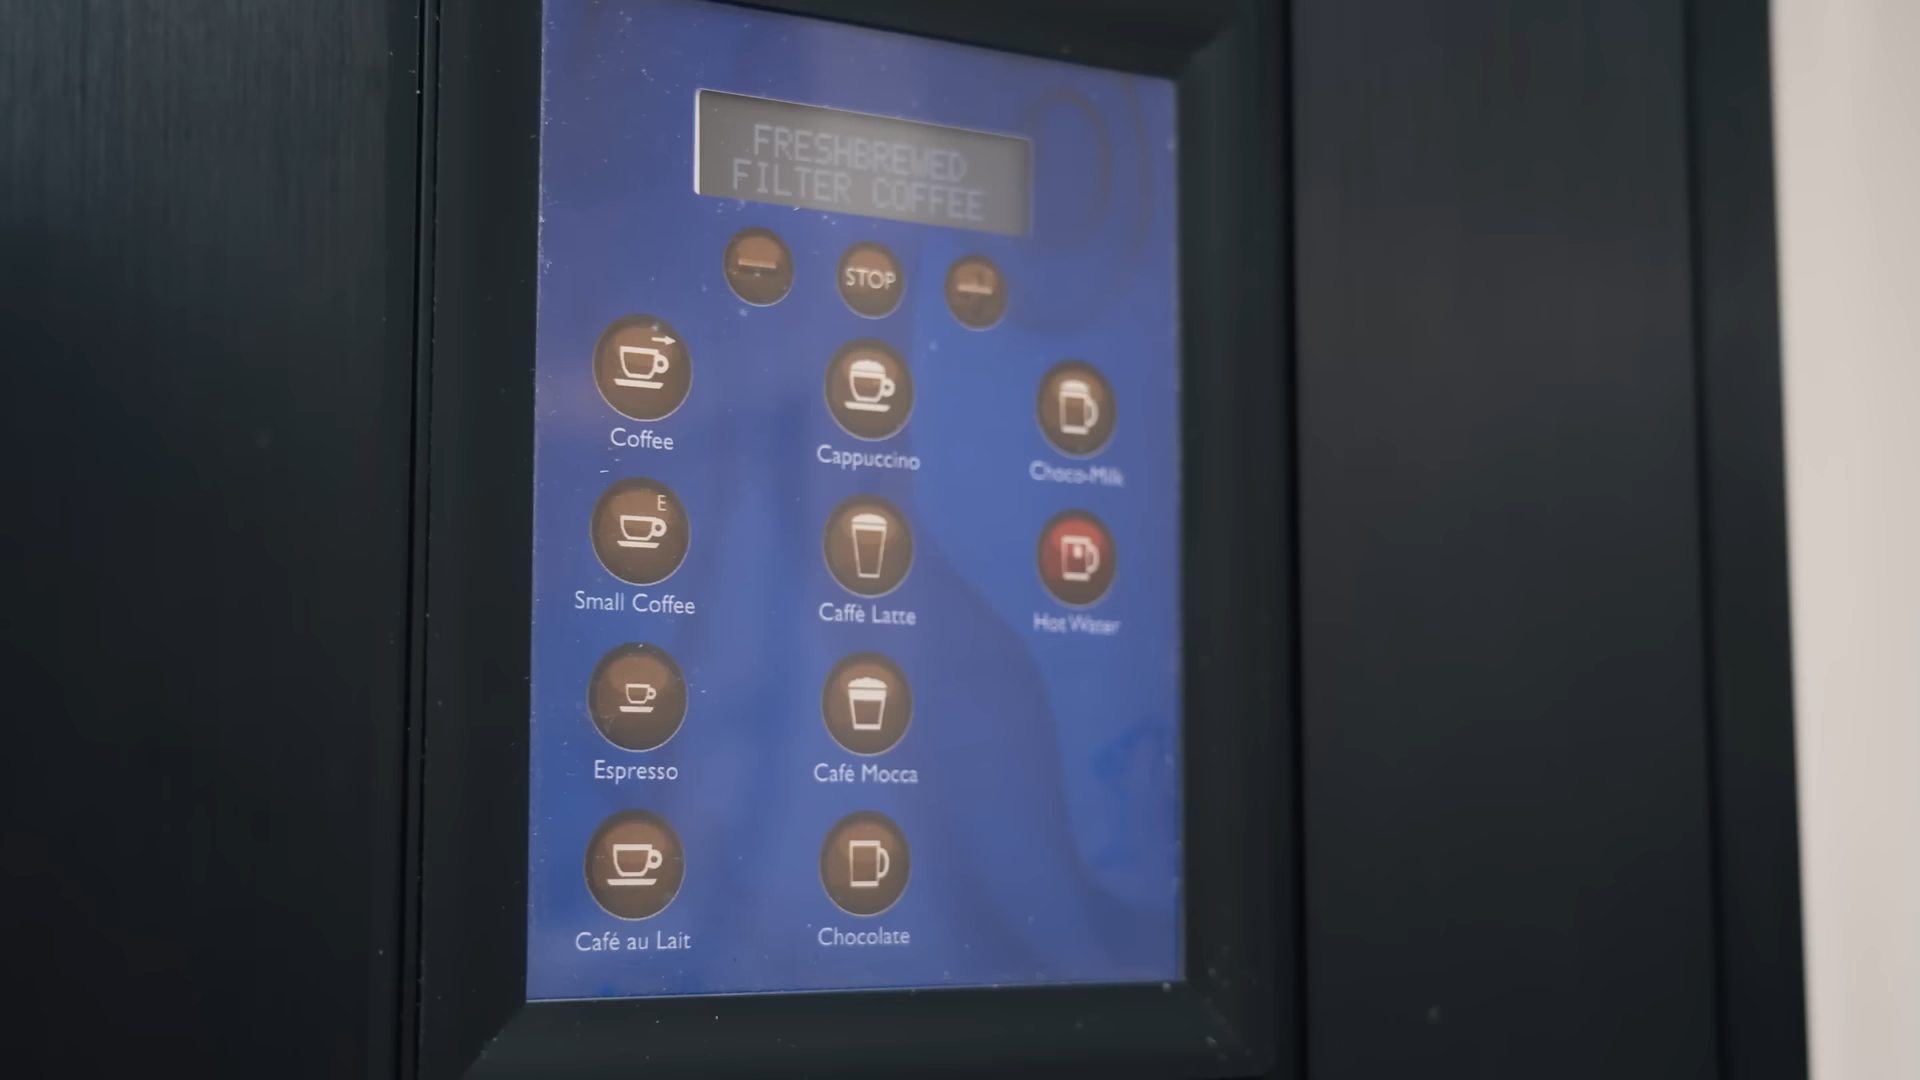 FRESHBREWED
FILTER COFFEE
STOP
Coffee
Cappuccino
Choco-Milk
E
Small Coffee
Caffè Latte
Hot Water
Espresso
Café Mocca
Café au Lait
Chocolate